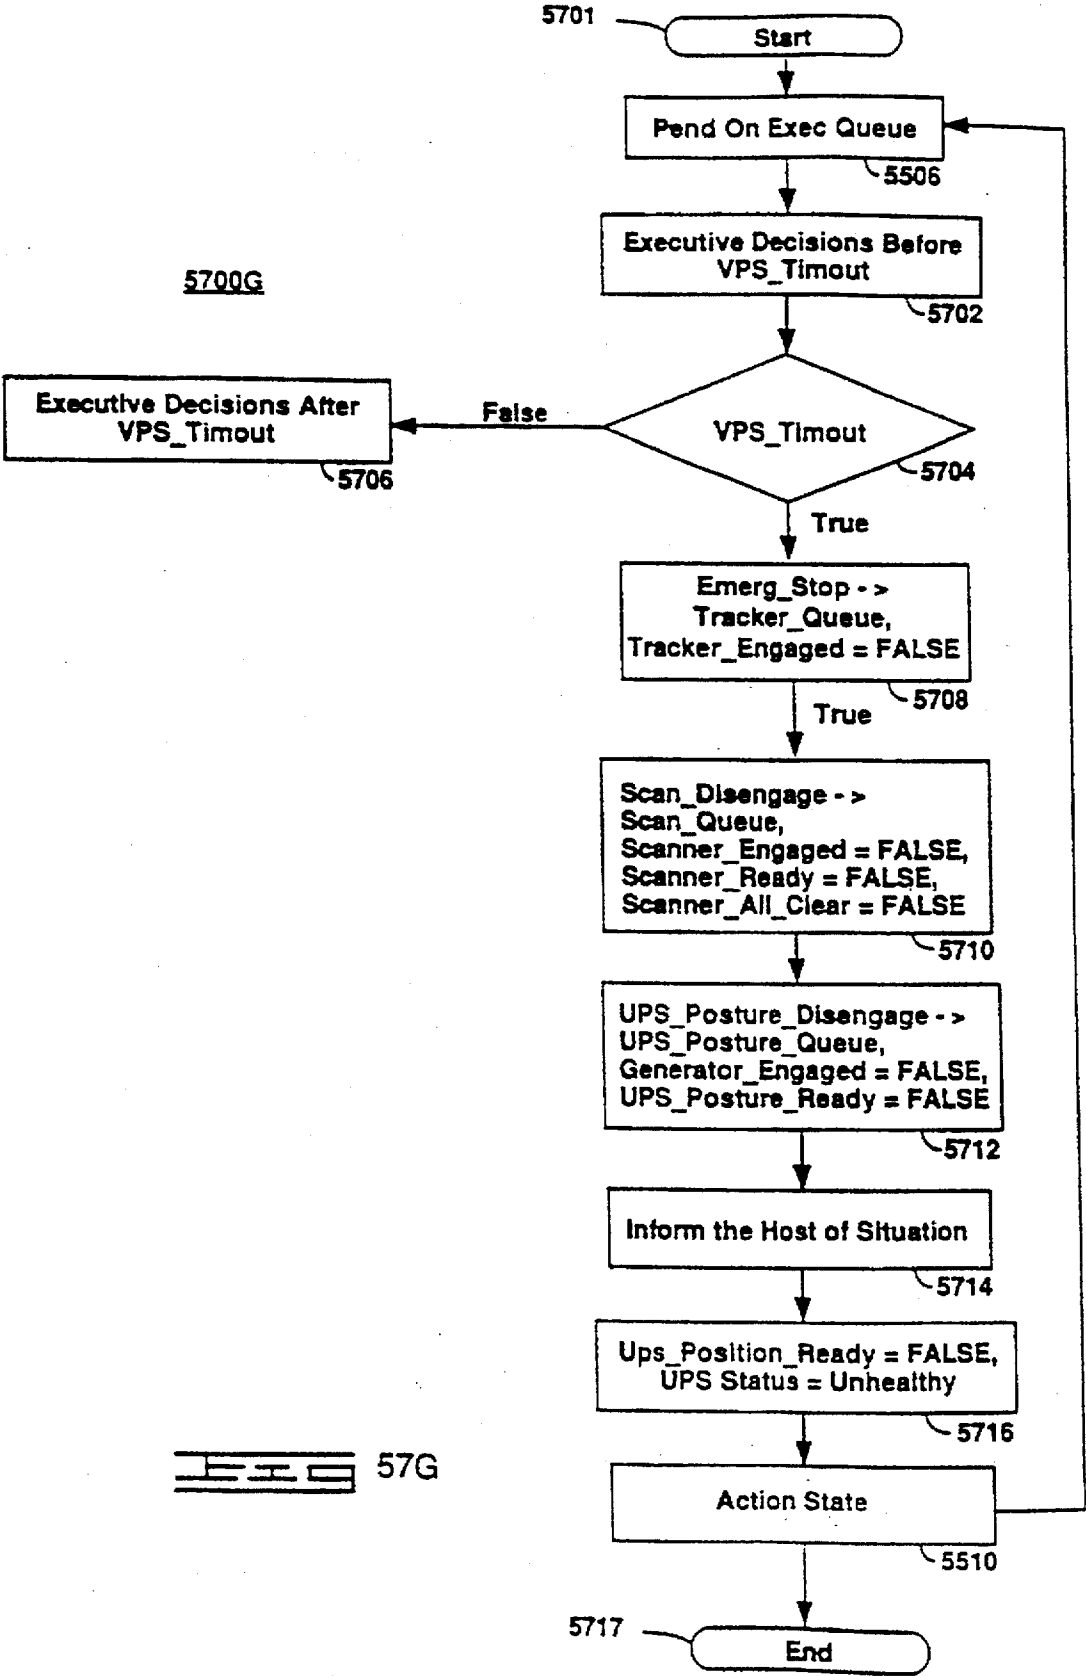 5701
Start
Pend On Exec Queue
5506
Executive Decisions Before
VPS_Timout
5702
5700G
Executive Decisions After
VPS_Timout
5706
False
VPS_Timout
5704
True
Emerg_Stop - >
Tracker_Queue,
Tracker_Engaged = FALSE
5708
True
Scan_Disengage - >
Scan_Queue,
Scanner_Engaged = FALSE,
Scanner_Ready = FALSE,
Scanner_All_Clear = FALSE
5710
UPS_Posture_Disengage - >
UPS_Posture_Queue,
Generator_Engaged = FALSE,
UPS_Posture_Ready = FALSE
5712
Inform the Host of Situation
5714
Ups_Position_Ready = FALSE,
UPS Status = Unhealthy
5716
57G
Action State
5510
5717
End